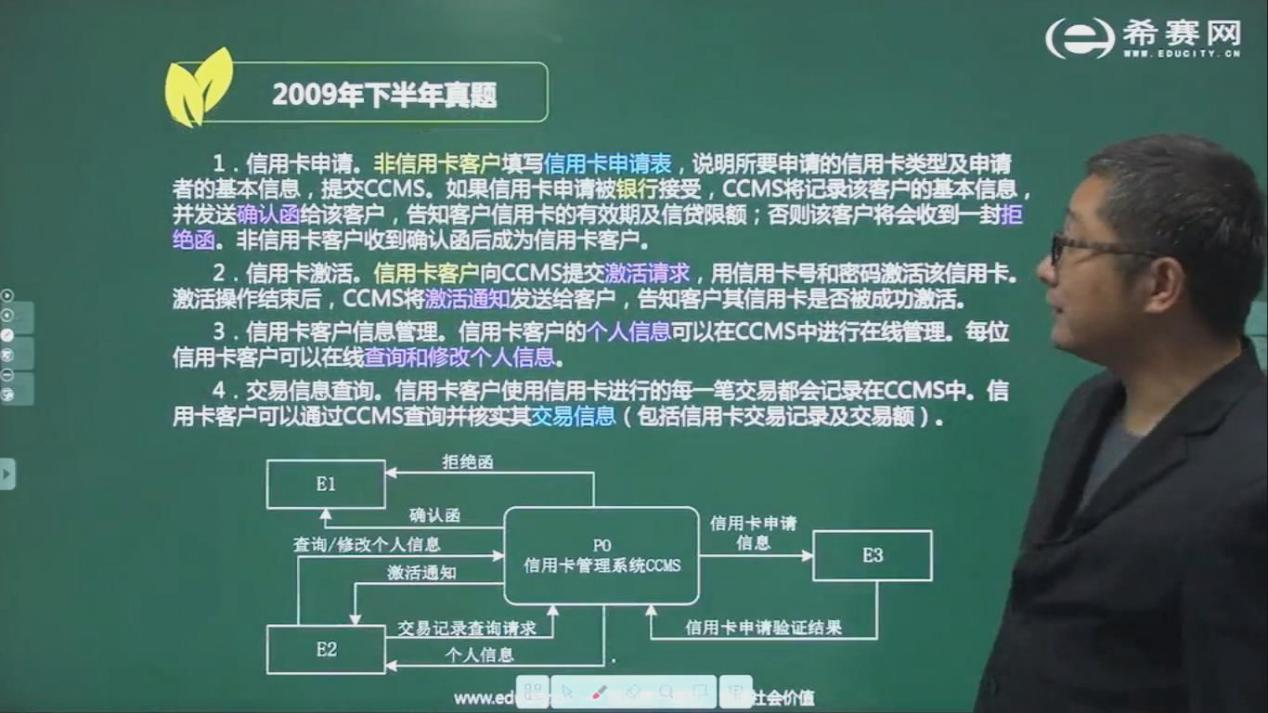 希赛网
WWW.EDUCITY.CN
2009年下半年真题
1．信用卡申请。非信用卡客户填写信用卡申请表，说明所要申请的信用卡类型及申请
者的基本信息，提交CCMS。如果信用卡申请被银行接受，CCMS将记录该客户的基本信息，
并发送确认函给该客户，告知客户信用卡的有效期及信贷限额；否则该客户将会收到一封拒
绝函。非信用卡客户收到确认函后成为信用卡客户。
2．信用卡激活。信用卡客户向CCMS提交激活请求，用信用卡号和密码激活该信用卡。
激活操作结束后，CCMS将激活通知发送给客户，告知客户其信用卡是否被成功激活。
3．信用卡客户信息管理。信用卡客户的个人信息可以在CCMS中进行在线管理。每位
信用卡客户可以在线查询和修改个人信息。
4．交易信息查询。信用卡客户使用信用卡进行的每一笔交易都会记录在CCMS中。信
用卡客户可以通过CCMS查询并核实其交易信息（包括信用卡交易记录及交易额）。
拒绝函
E1
确认函
信用卡申请
信息
查询/修改个人信息
P0
信用卡管理系统CCMS
E3
激活通知
交易记录查询请求
信用卡申请验证结果
E2
个人信息
www.edu
社会价值